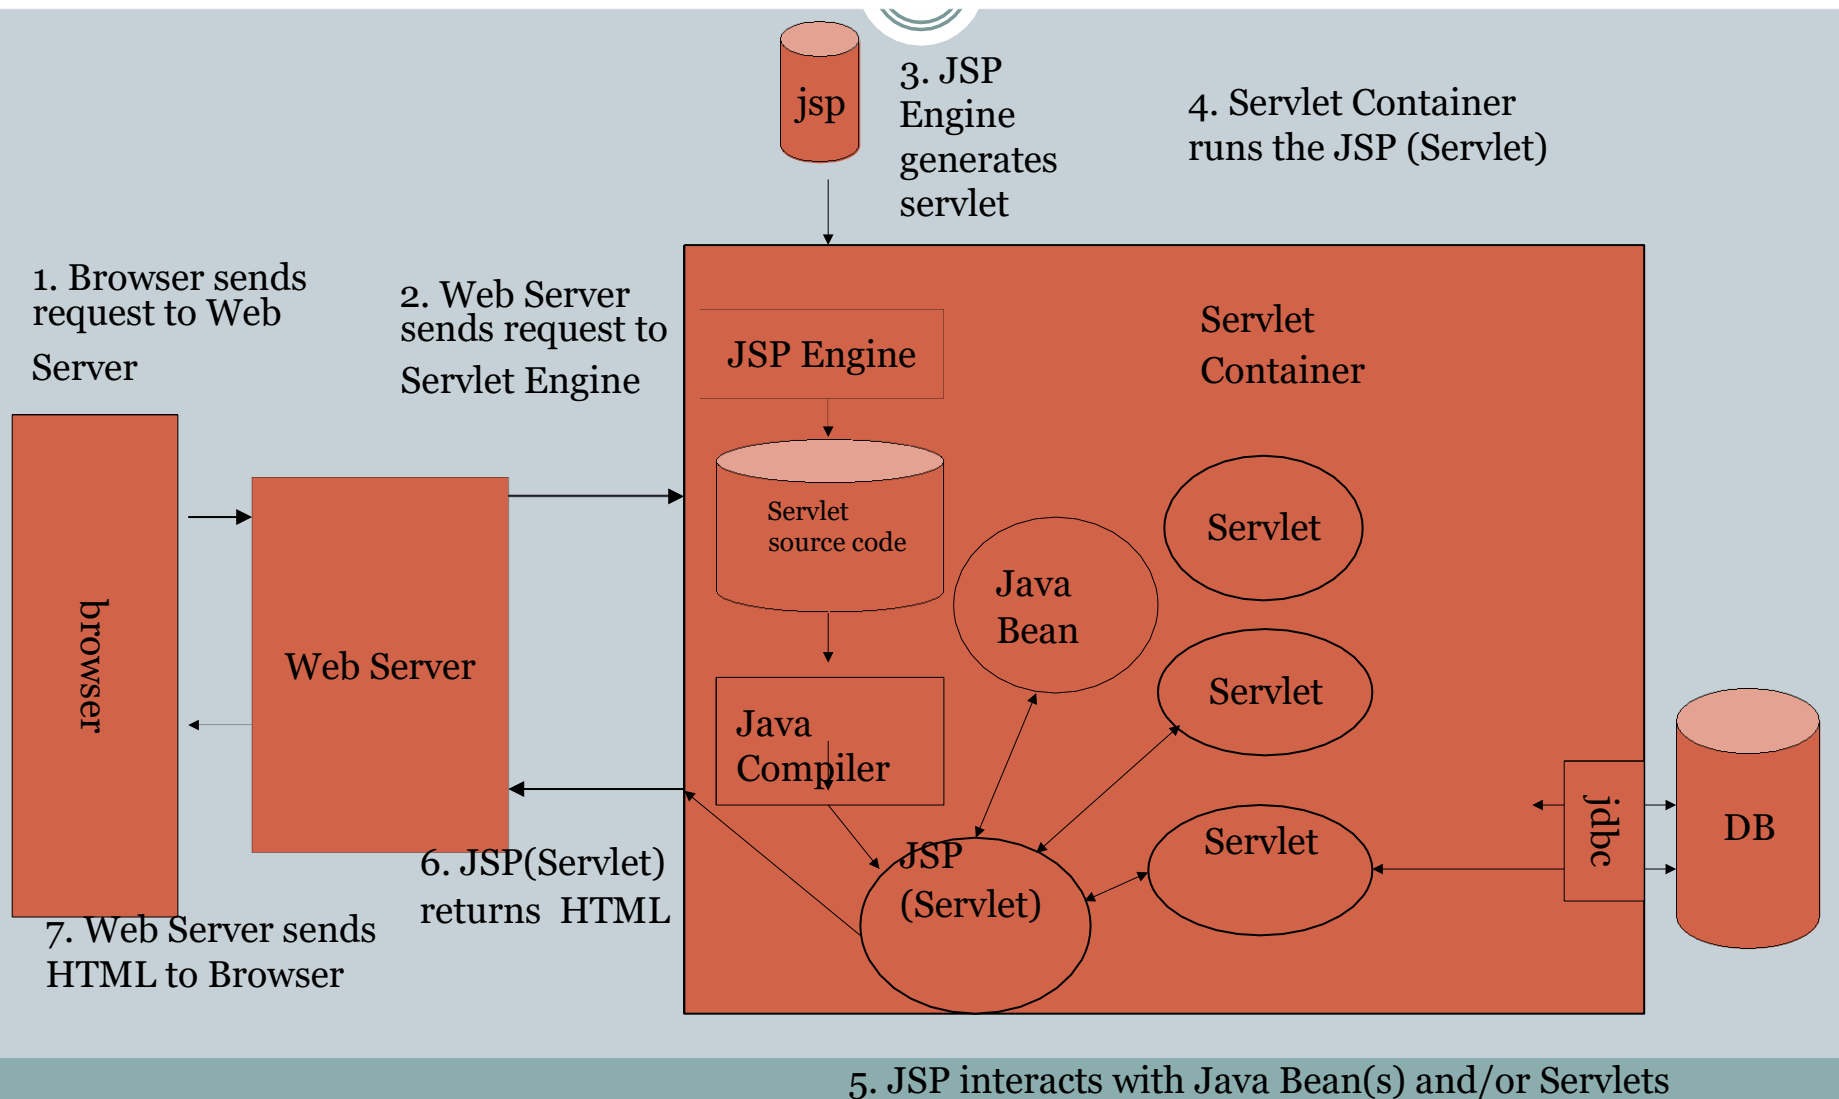 jsp
3. JSP
Engine
generates
servlet
4. Servlet Container
runs the JSP (Servlet)
1. Browser sends
request to Web
Server
2. Web Server
sends request to
Servlet Engine
JSP Engine
Servlet
Container
Servlet
source code
Servlet
Java
Bean
browser
Web Server
Servlet
Java
Compiler
jdbc
DB
Servlet
JSP
(Servlet)
6. JSP(Servlet)
returns HTML
7. Web Server sends
HTML to Browser
5. JSP interacts with Java Bean(s) and/or Servlets